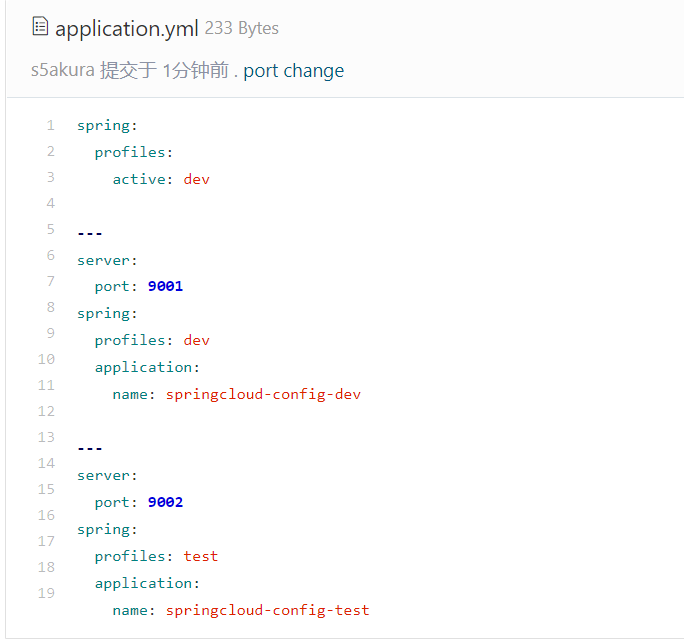 application.yml 233 Bytes
s5akura 提交于 1分钟前 . port change
1 spring:
2   profiles:
3     active: dev
4
5 ---
6 server:
7   port: 9001
8 spring:
9   profiles: dev
10   application:
11     name: springcloud-config-dev
12
13 ---
14 server:
15   port: 9002
16 spring:
17   profiles: test
18   application:
19     name: springcloud-config-test